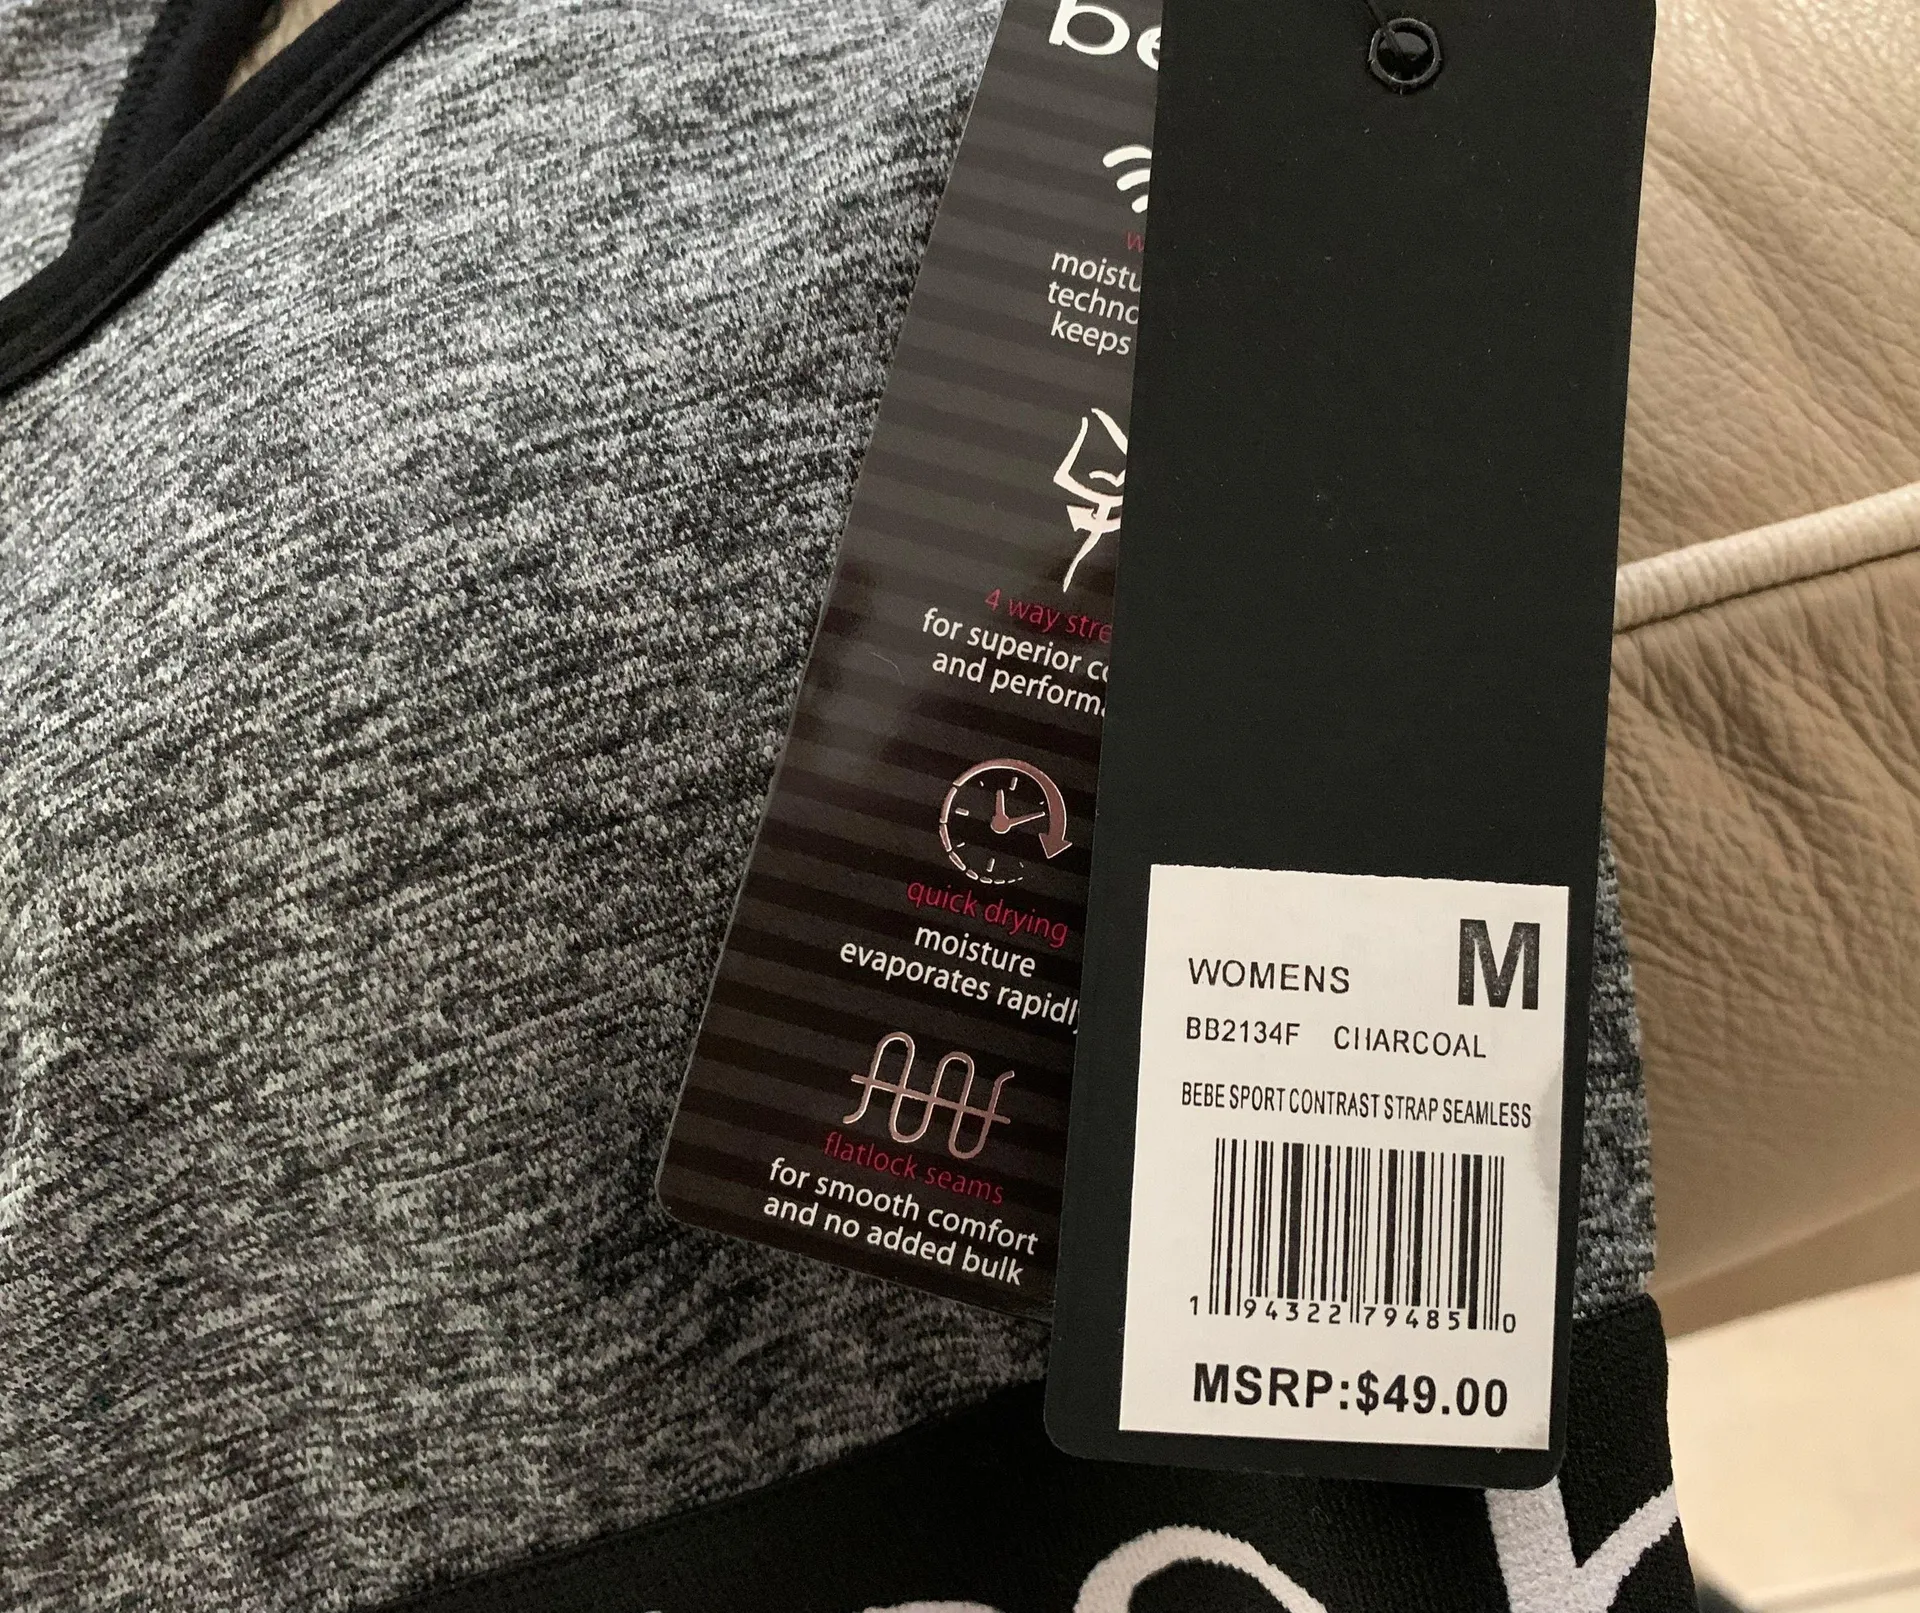 be
moistu
techno
keeps
4 way stre
for superior co
and performa
quick drying
moisture
evaporates rapidly
flatlock seams
for smooth comfort
and no added bulk
WOMENS M
BB2134F CHARCOAL
BEBE SPORT CONTRAST STRAP SEAMLESS
1 94322 79485 0
MSRP:$49.00